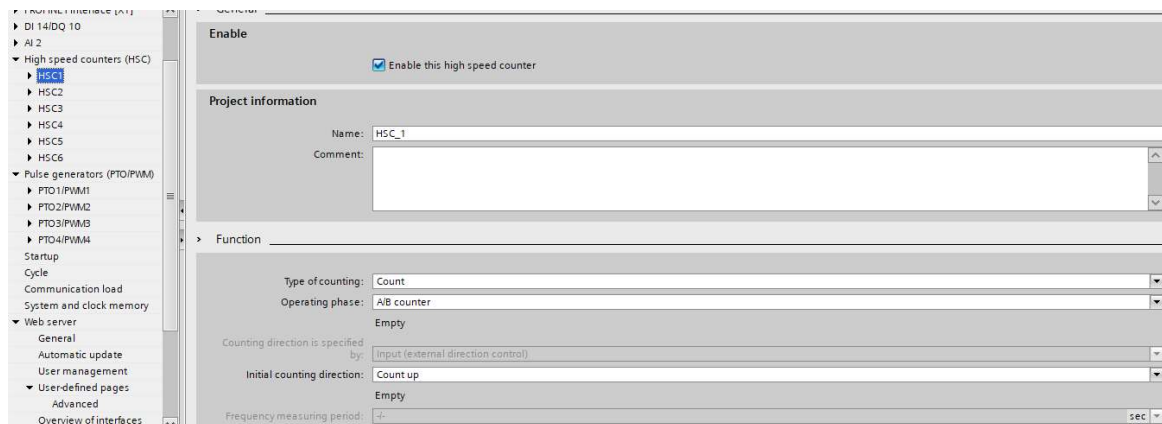 PROFINET interface [X1]
DI 14/DQ 10
AI 2
High speed counters (HSC)
HSC1
HSC2
HSC3
HSC4
HSC5
HSC6
Pulse generators (PTO/PWM)
PTO1/PWM1
PTO2/PWM2
PTO3/PWM3
PTO4/PWM4
Startup
Cycle
Communication load
System and clock memory
Web server
General
Automatic update
User management
User-defined pages
Advanced
Overview of interfaces
General
Enable
Enable this high speed counter
Project information
Name: HSC_1
Comment:
Function
Type of counting: Count
Operating phase: A/B counter
Empty
Counting direction is specified
by: Input (external direction control)
Initial counting direction: Count up
Empty
Frequency measuring period: -/- sec